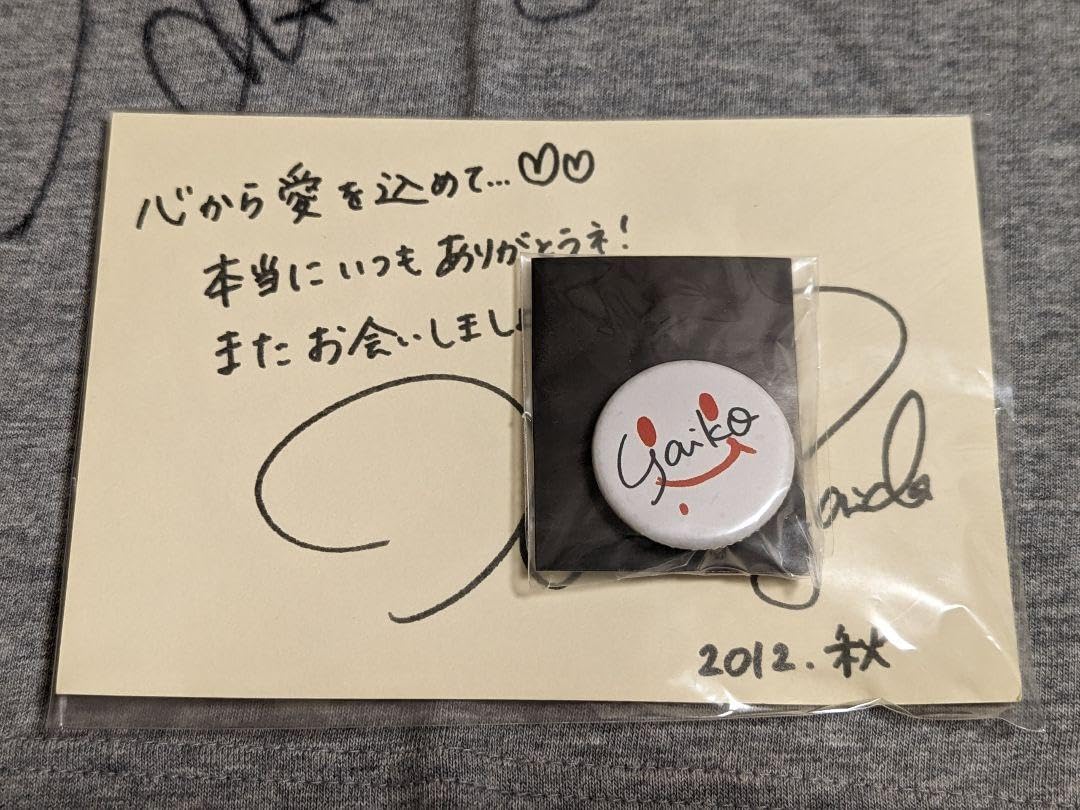 心から愛を込めて…♡♡
本当にいつもありがとうネ!
またお会いしまし
Yaiko
2012.秋